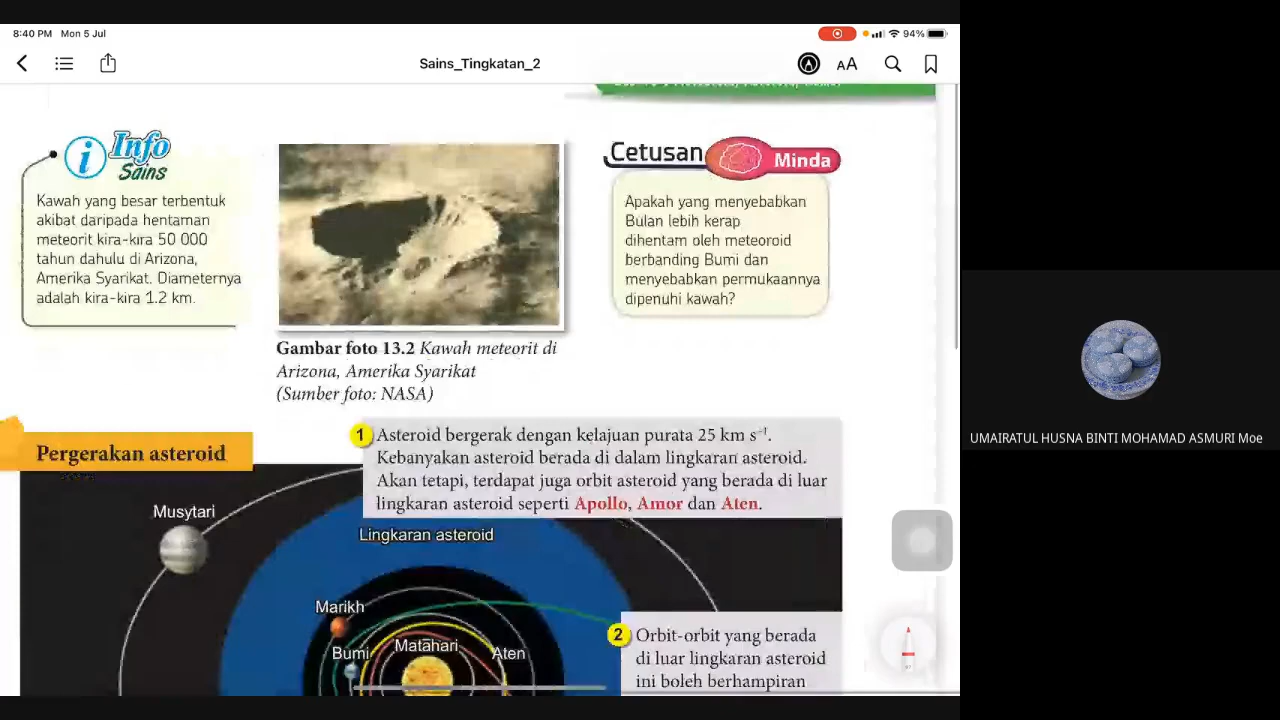 8:40 PM Mon 5 Jul
94%
Sains_Tingkatan_2
AA
i Info
Sains
Kawah yang besar terbentuk
akibat daripada hentaman
meteorit kira-kira 50 000
tahun dahulu di Arizona,
Amerika Syarikat. Diameternya
adalah kira-kira 1.2 km.
Gambar foto 13.2 Kawah meteorit di
Arizona, Amerika Syarikat
(Sumber foto: NASA)
Cetusan Minda
Apakah yang menyebabkan
Bulan lebih kerap
dihentam oleh meteoroid
berbanding Bumi dan
menyebabkan permukaannya
dipenuhi kawah?
Pergerakan asteroid
1 Asteroid bergerak dengan kelajuan purata 25 km s⁻¹.
Kebanyakan asteroid berada di dalam lingkaran asteroid.
Akan tetapi, terdapat juga orbit asteroid yang berada di luar
lingkaran asteroid seperti Apollo, Amor dan Aten.
Musytari
Lingkaran asteroid
Marikh
Bumi
Matahari
Aten
2 Orbit-orbit yang berada
di luar lingkaran asteroid
ini boleh berhampiran
UMAIRATUL HUSNA BINTI MOHAMAD ASMURI Moe